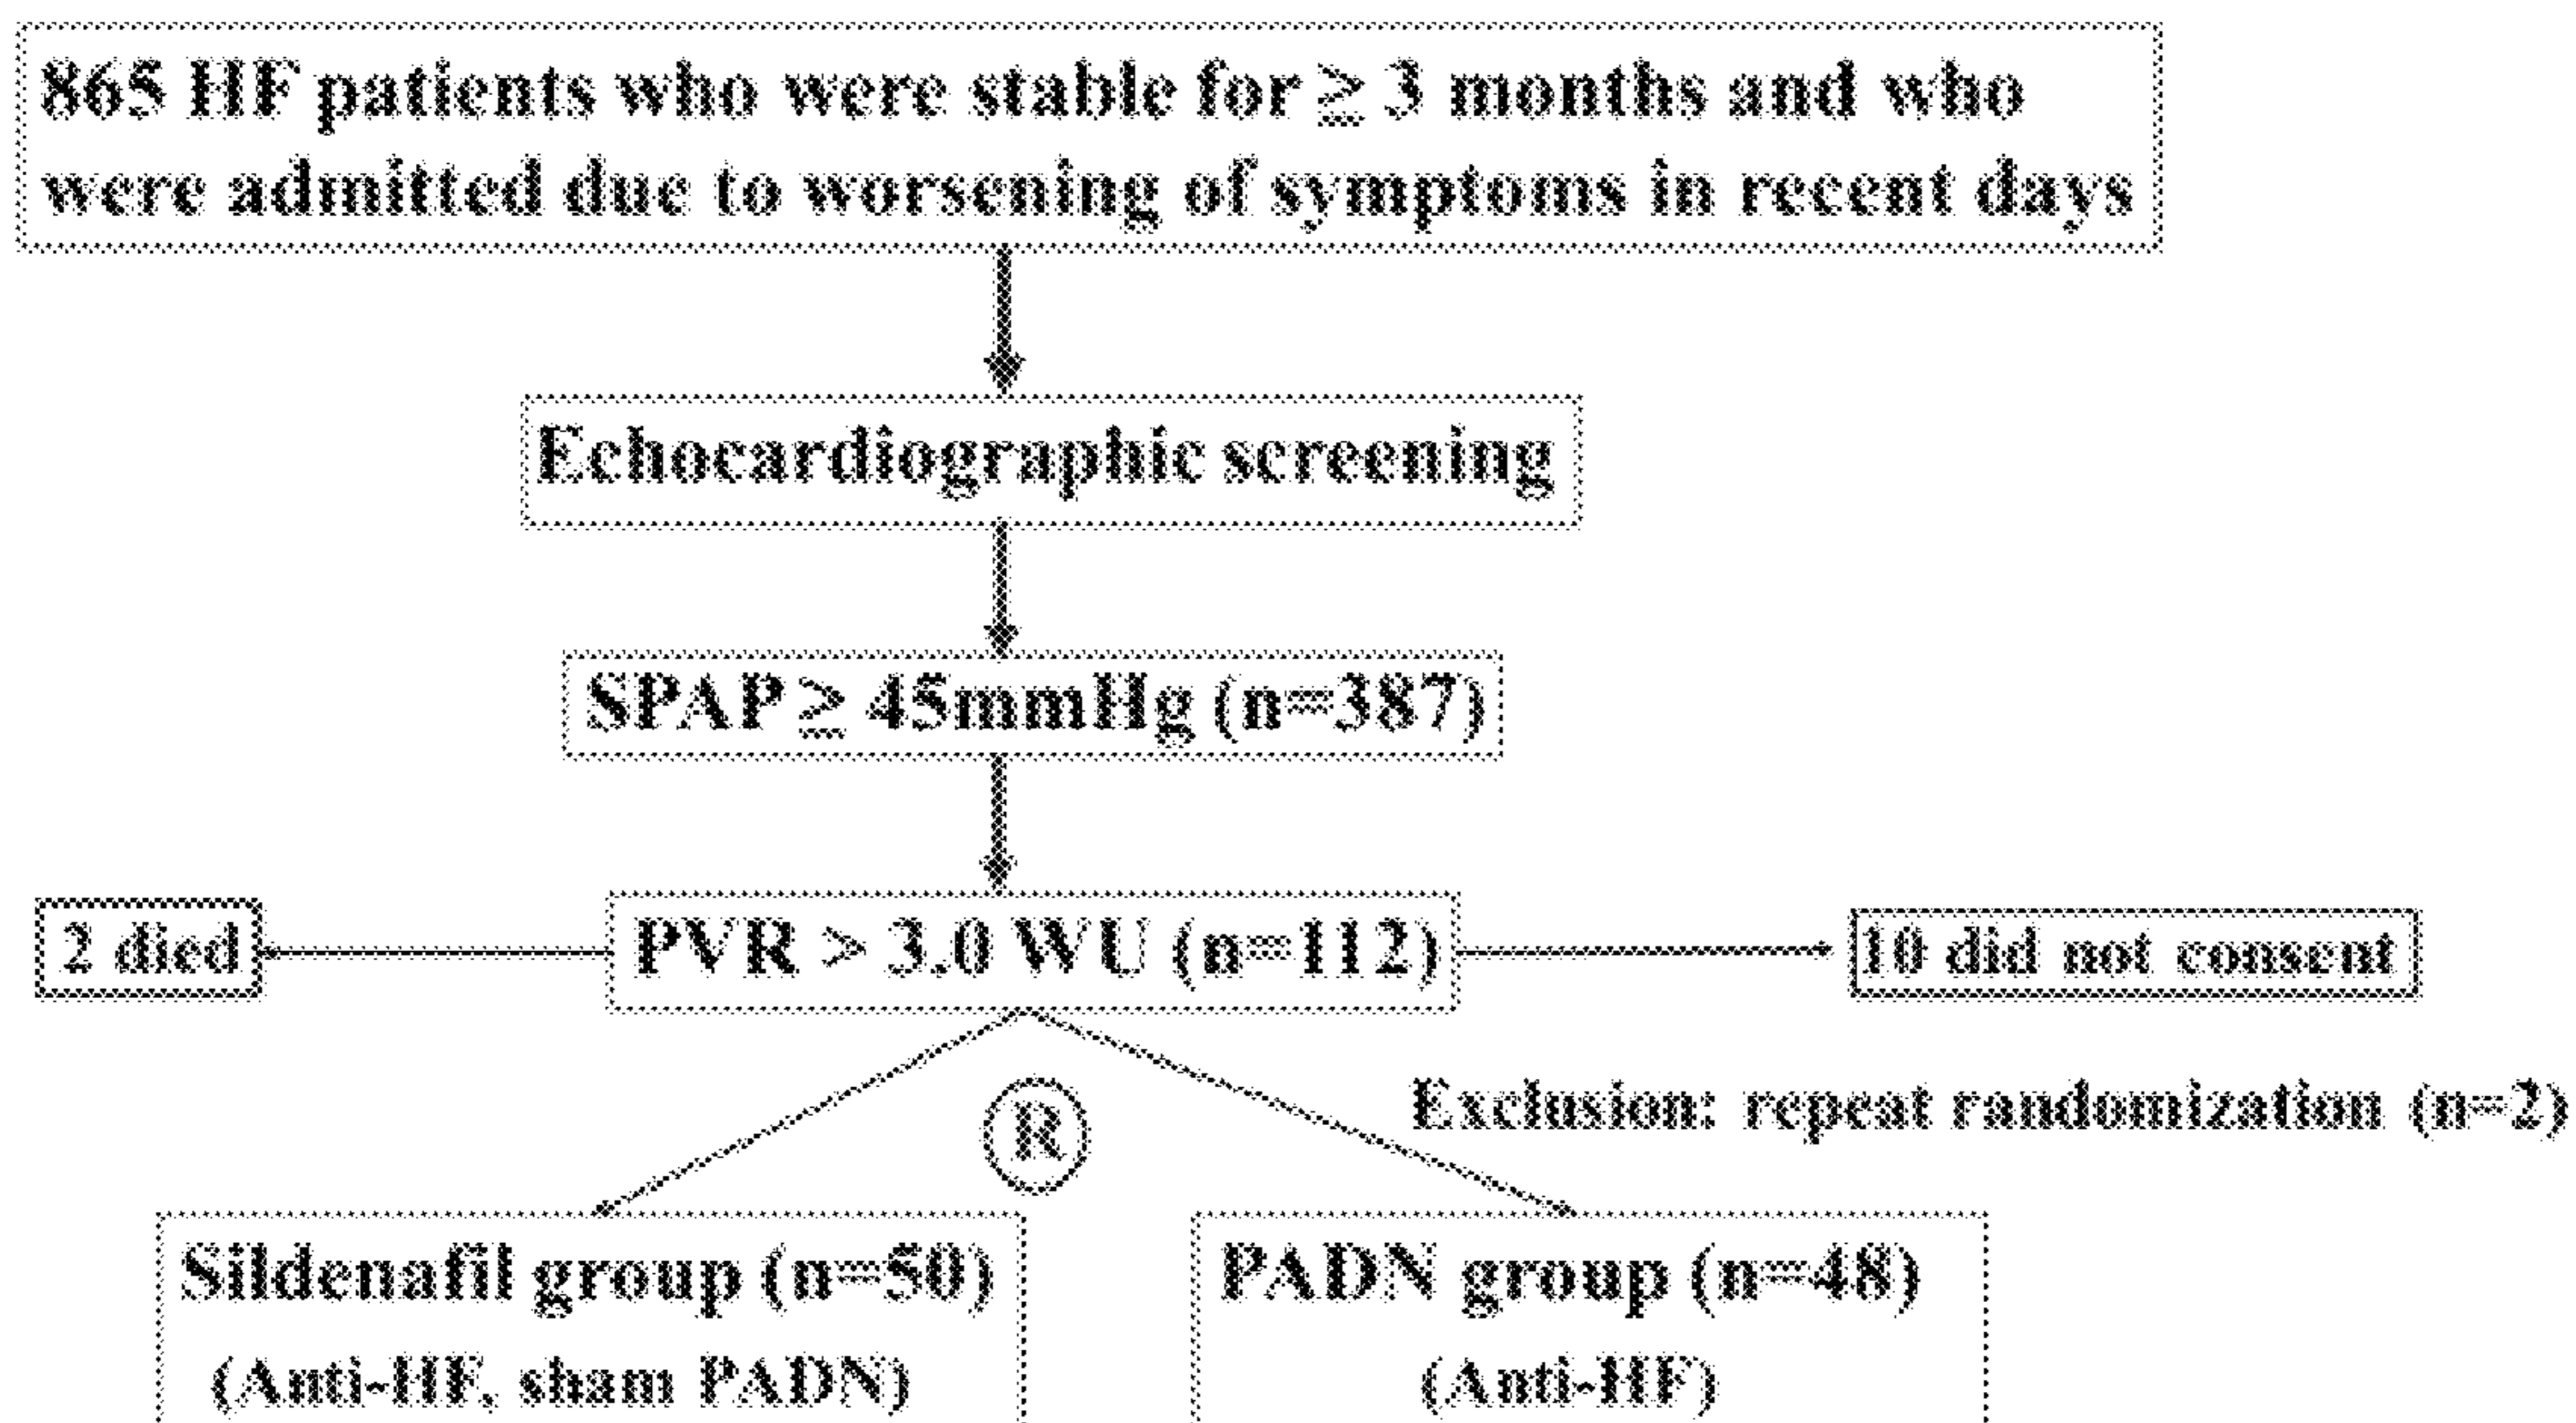 865 HF patients who were stable for ≥ 3 months and who
were admitted due to worsening of symptoms in recent days
Echocardiographic screening
SPAP ≥ 45mmHg (n=387)
2 died
PVR > 3.0 WU (n=112)
10 did not consent
R
Exclusion: repeat randomization (n=2)
Sildenafil group (n=50)
(Anti-HF, sham PADN)
PADN group (n=48)
(Anti-HF)